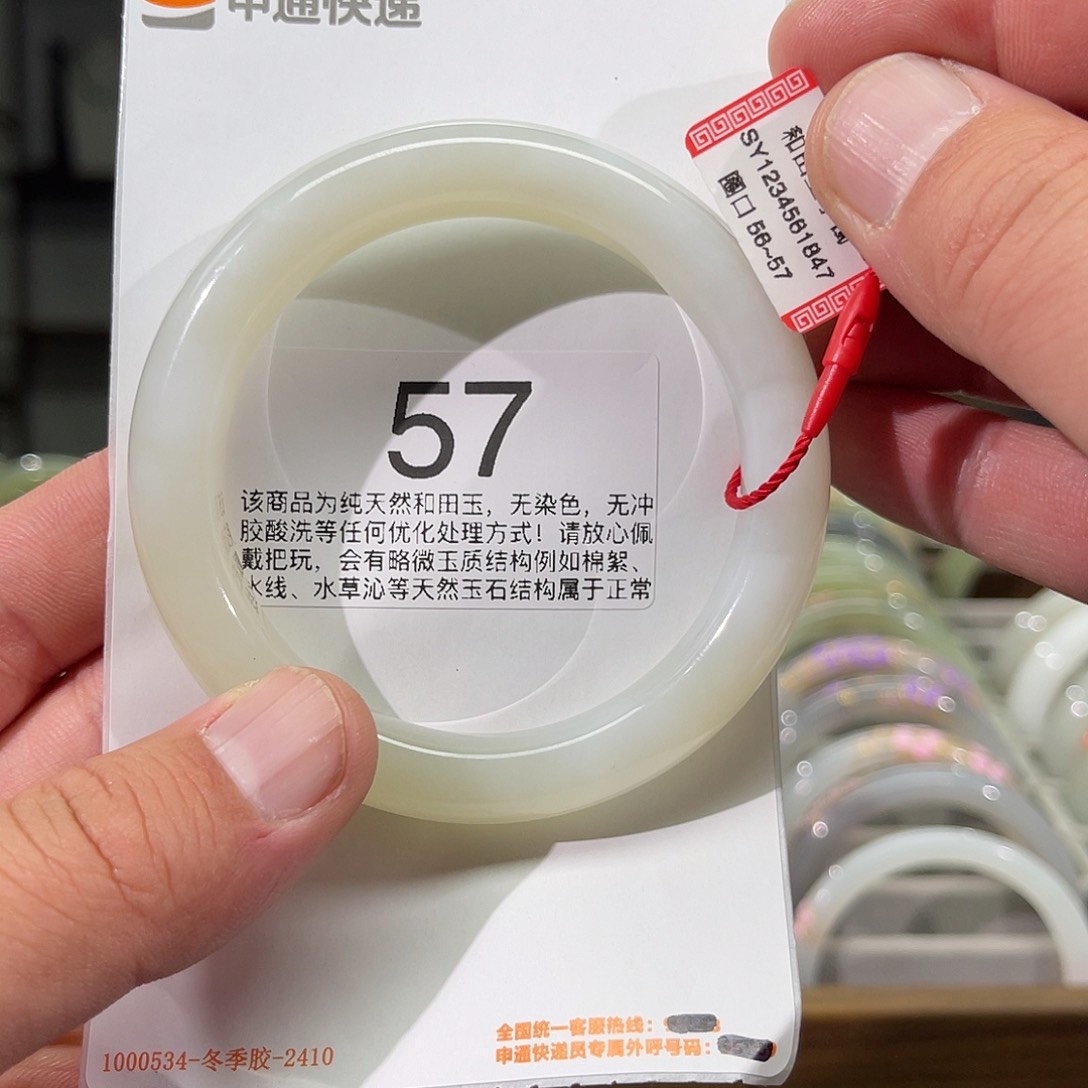 申通快递
SY1234561847
圈口 56~57
57
该商品为纯天然和田玉，无染色，无冲
胶酸洗等任何优化处理方式！请放心佩
戴把玩，会有略微玉质结构例如棉絮、
水线、水草沁等天然玉石结构属于正常
全国统一客服热线：
申通快递员专属外呼号码：
1000534-冬季胶-2410